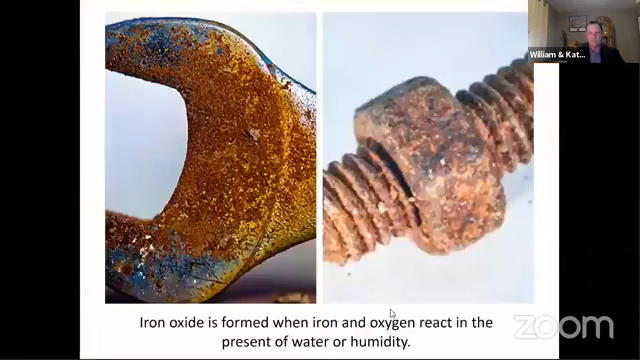 William & Kat...
Iron oxide is formed when iron and oxygen react in the
present of water or humidity.
zoom